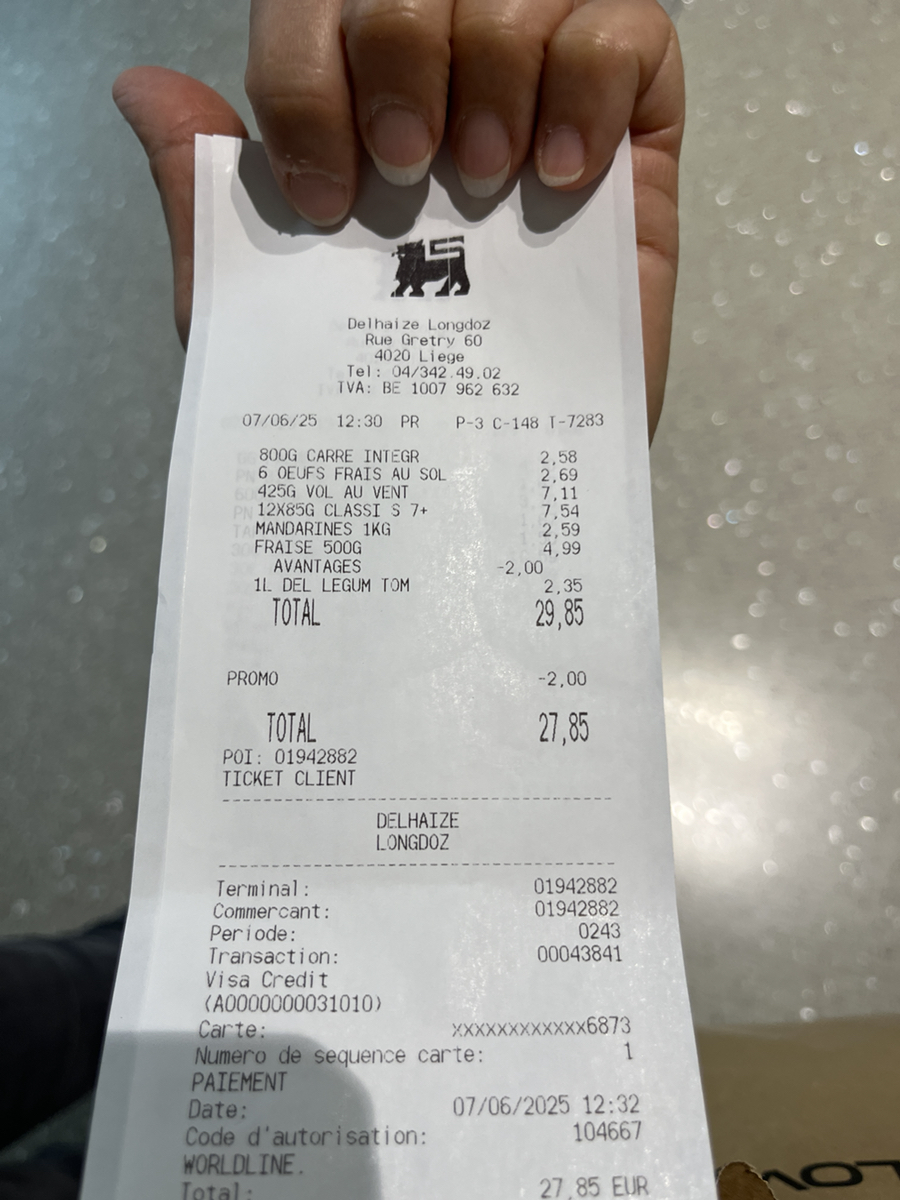 Delhaize Longdoz
Rue Gretry 60
4020 Liege
Tel: 04/342.49.02
TVA: BE 1007 962 632
07/06/25 12:30 PR P-3 C-148 T-7283
800G CARRE INTEGR 2,58
6 OEUFS FRAIS AU SOL 2,69
425G VOL AU VENT 7,11
12X85G CLASSI S 7+ 7,54
MANDARINES 1KG 2,59
FRAISE 500G 4,99
AVANTAGES -2,00
1L DEL LEGUM TOM 2,35
TOTAL 29,85
PROMO -2,00
TOTAL 27,85
POI: 01942882
TICKET CLIENT
DELHAIZE
LONGDOZ
Terminal: 01942882
Commercant: 01942882
Periode: 0243
Transaction: 00043841
Visa Credit
(A0000000031010)
Carte: xxxxxxxxxxxx6873
Numero de sequence carte: 1
PAIEMENT
Date: 07/06/2025 12:32
Code d'autorisation: 104667
WORLDLINE.
Total: 27,85 EUR